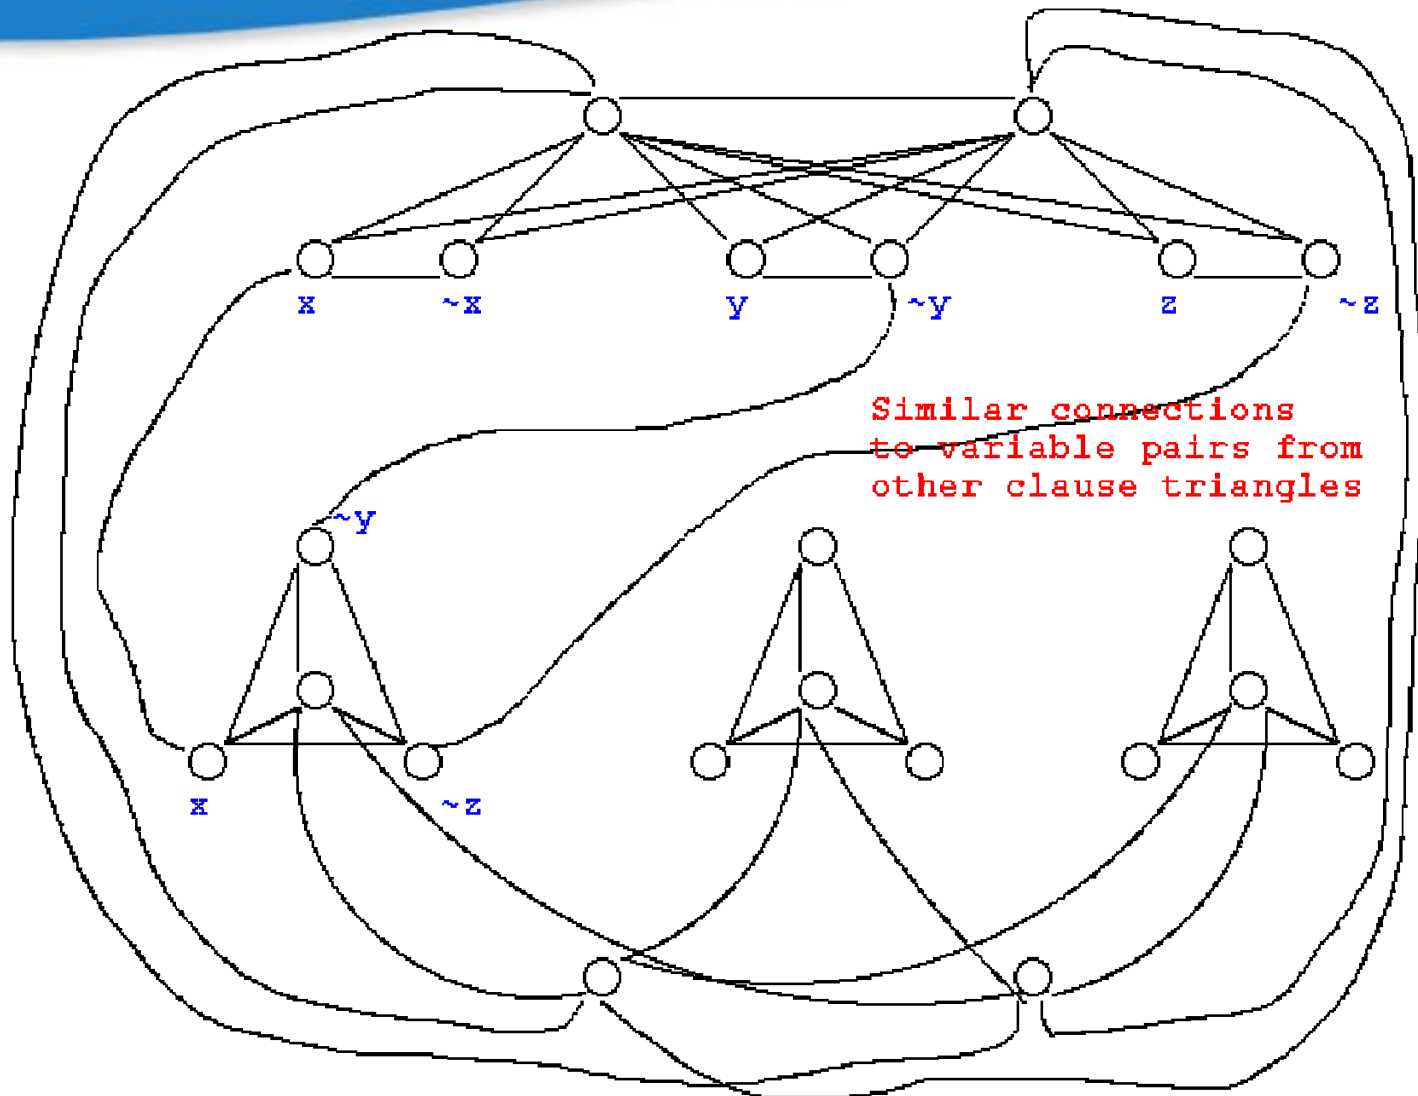 x
~x
y
~y
z
~z
Similar connections
to variable pairs from
other clause triangles
~y
x
~z